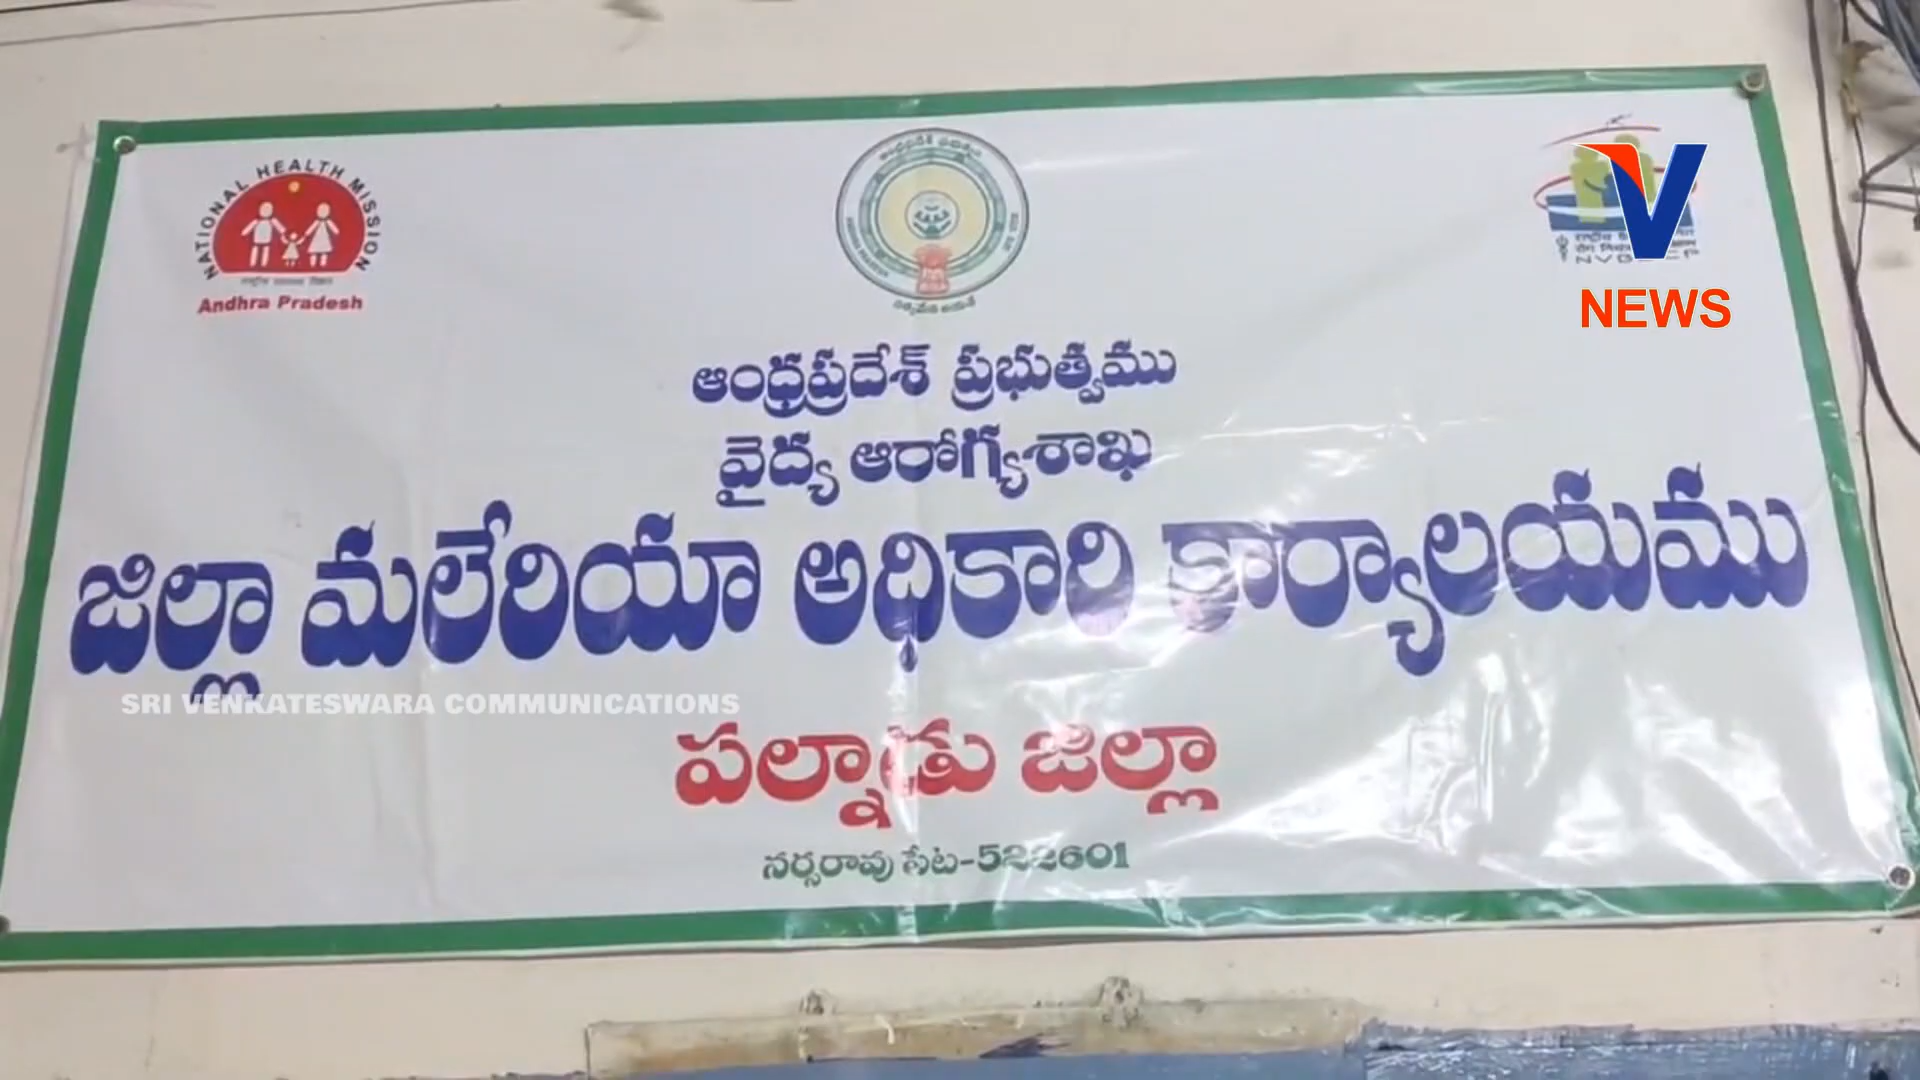 NATIONAL HEALTH MISSION
Andhra Pradesh
NEWS
ఆంధ్రప్రదేశ్ ప్రభుత్వము
వైద్య ఆరోగ్యశాఖ
జిల్లా మలేరియా అధికారి కార్యాలయము
SRI VENKATESWARA COMMUNICATIONS
పల్నాడు జిల్లా
నర్సరావు పేట-522601